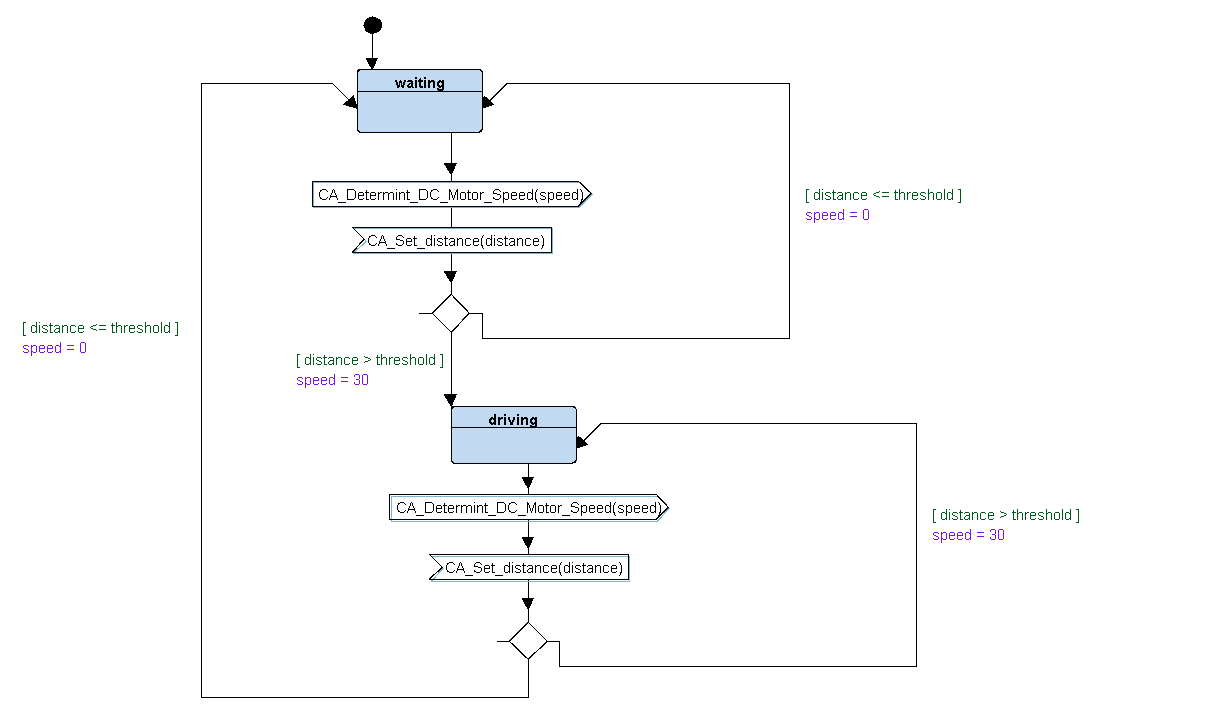 waiting
CA_Determint_DC_Motor_Speed(speed)
[ distance <= threshold ]
speed = 0
CA_Set_distance(distance)
[ distance <= threshold ]
speed = 0
[ distance > threshold ]
speed = 30
driving
CA_Determint_DC_Motor_Speed(speed)
[ distance > threshold ]
speed = 30
CA_Set_distance(distance)